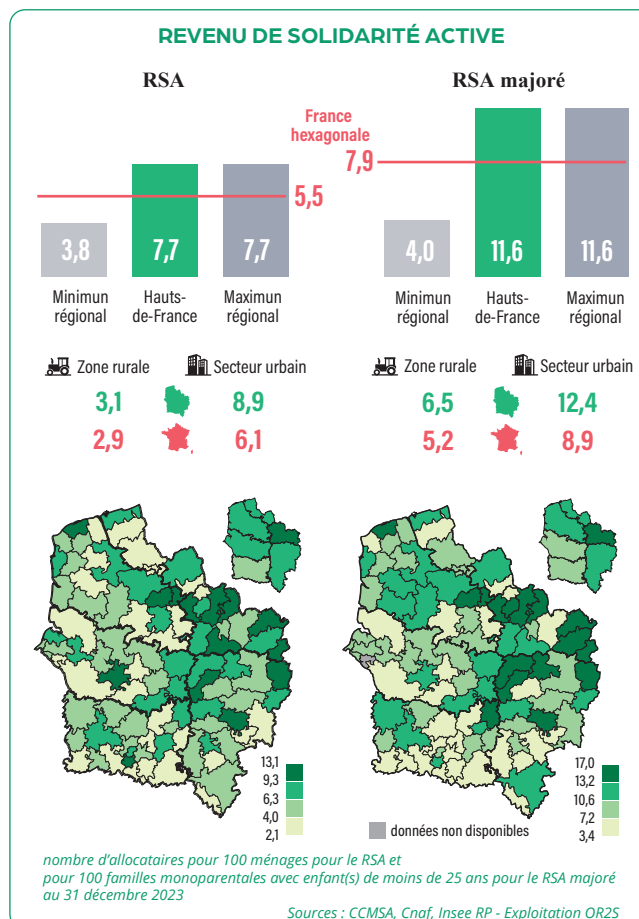 REVENU DE SOLIDARITÉ ACTIVE
RSA
France
hexagonale
5,5
3,8
7,7
7,7
Minimun
régional
Hauts-
de-France
Maximun
régional
Zone rurale
Secteur urbain
3,1
8,9
2,9
6,1
RSA majoré
7,9
4,0
11,6
11,6
Minimun
régional
Hauts-
de-France
Maximun
régional
Zone rurale
Secteur urbain
6,5
12,4
5,2
8,9
13,1
9,3
6,3
4,0
2,1
17,0
13,2
10,6
7,2
3,4
données non disponibles
nombre d'allocataires pour 100 ménages pour le RSA et
pour 100 familles monoparentales avec enfant(s) de moins de 25 ans pour le RSA majoré
au 31 décembre 2023
Sources : CCMSA, Cnaf, Insee RP - Exploitation OR2S